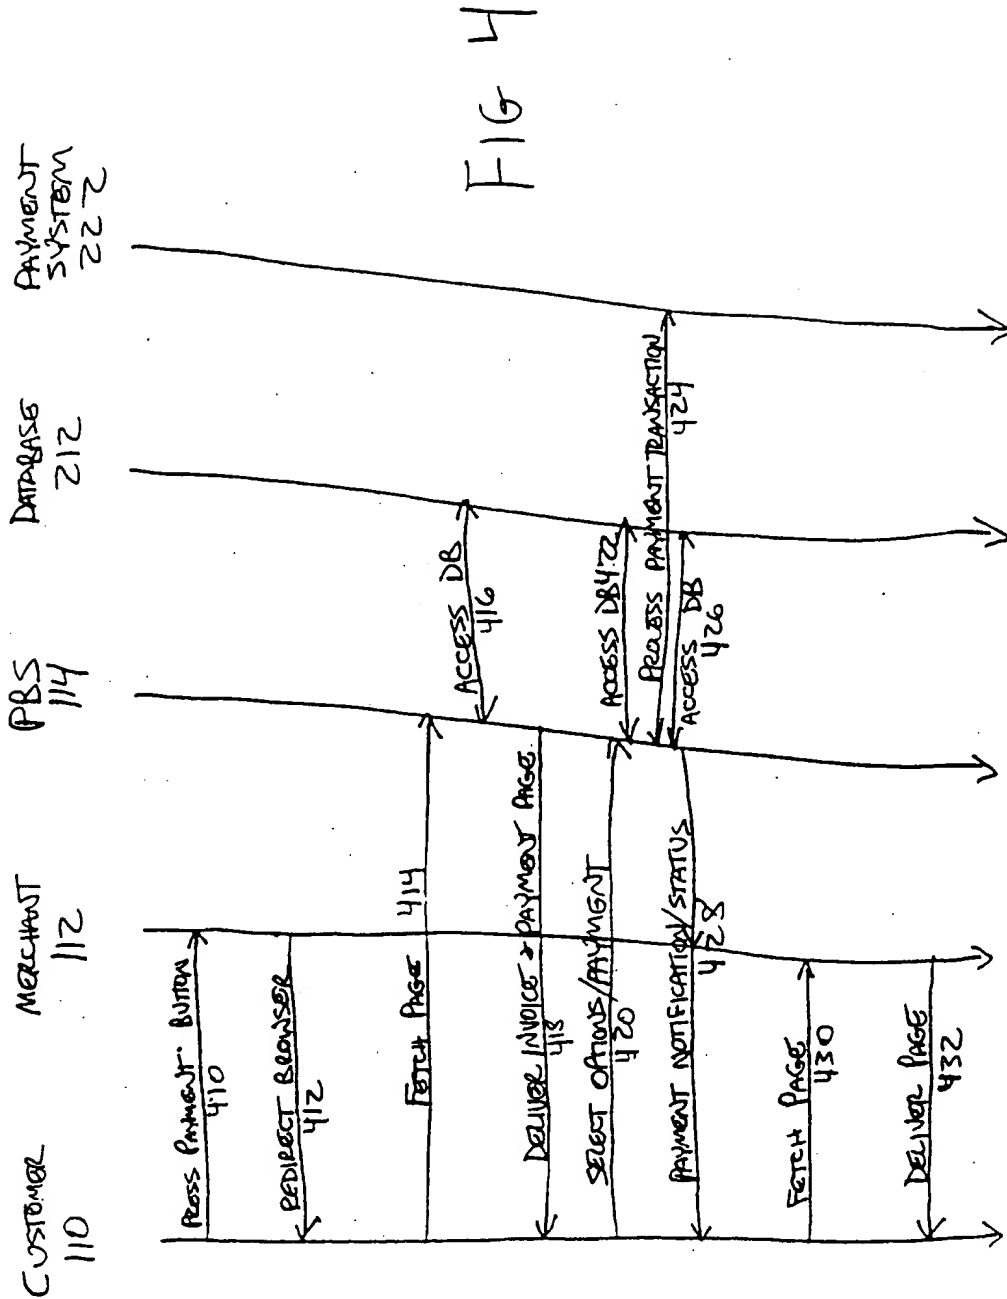 CUSTOMER
110
MERCHANT
112
PBS
114
DATABASE
212
PAYMENT
SYSTEM
222
PRESS PAYMENT BUTTON
410
REDIRECT BROWSER
412
FETCH PAGE 414
ACCESS DB
416
DELIVER INVOICE & PAYMENT PAGE
418
SELECT OPTIONS/PAYMENT
420
ACCESS DB 422
PROCESS PAYMENT TRANSACTION
424
ACCESS DB
426
PAYMENT NOTIFICATION/STATUS
428
FETCH PAGE
430
DELIVER PAGE
432
FIG 4